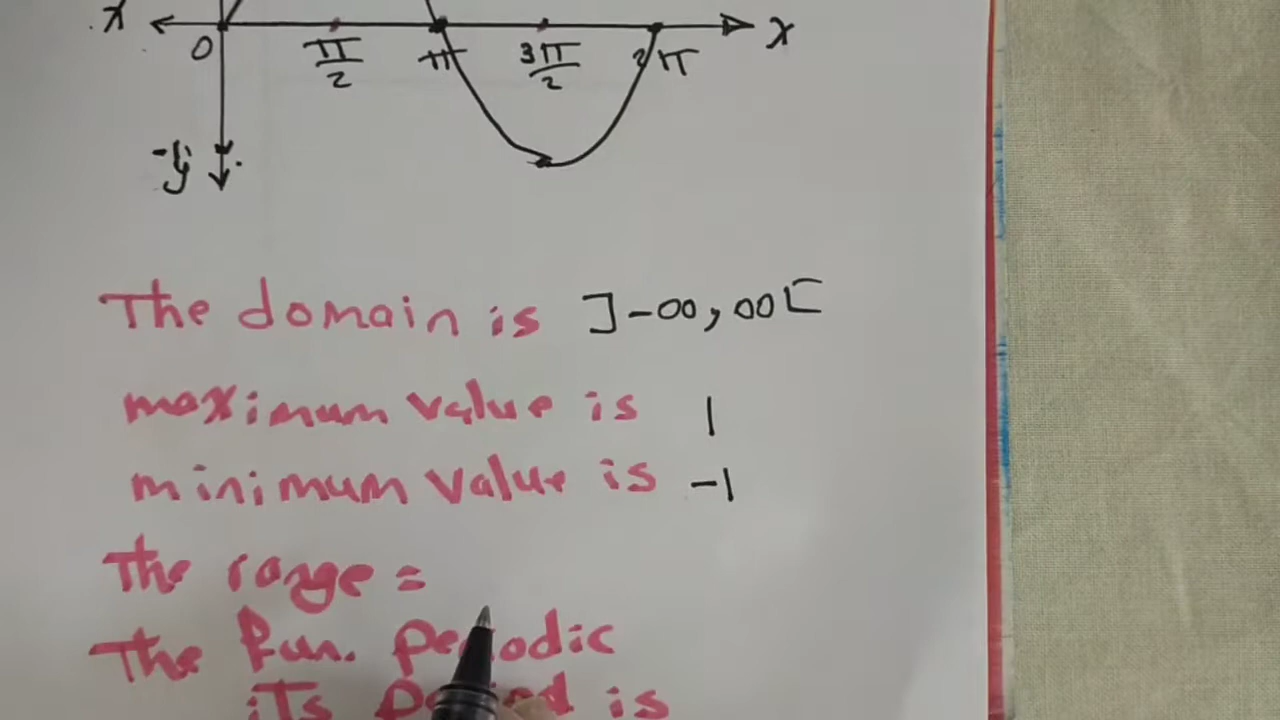 x x
0 π/2 π 3π/2 2π
-y
The domain is ]-∞,∞[
maximum value is 1
minimum value is -1
The range =
The fun. periodic
its period is